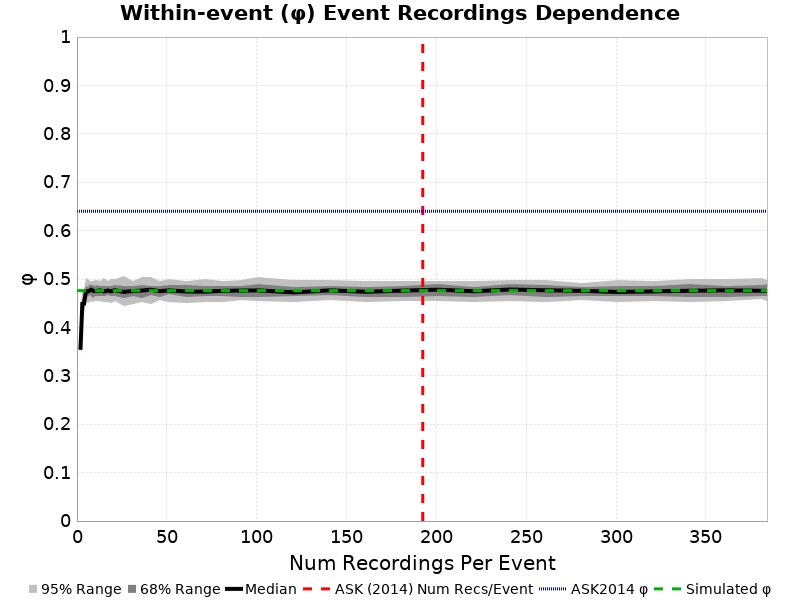 Within-event (φ) Event Recordings Dependence
1
0.9
0.8
0.7
0.6
0.5
0.4
0.3
0.2
0.1
0
φ
0 50 100 150 200 250 300 350
Num Recordings Per Event
95% Range 68% Range Median ASK (2014) Num Recs/Event ASK2014 φ Simulated φ